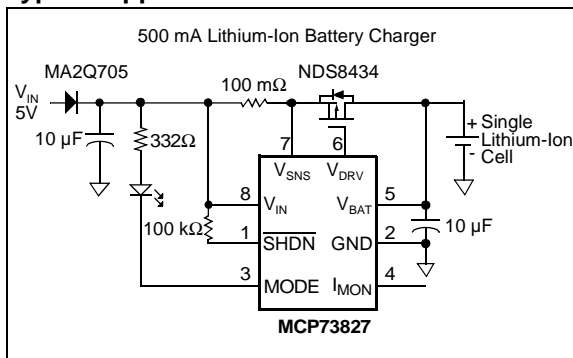 500 mA Lithium-Ion Battery Charger
MA2Q705
NDS8434
100 mΩ
VIN
5V
10 µF
332Ω
+ Single
Lithium-Ion
- Cell
7
6
VSNS
VDRV
8
VIN
VBAT
5
100 kΩ
1
SHDN
GND
2
10 µF
3
MODE
IMON
4
MCP73827